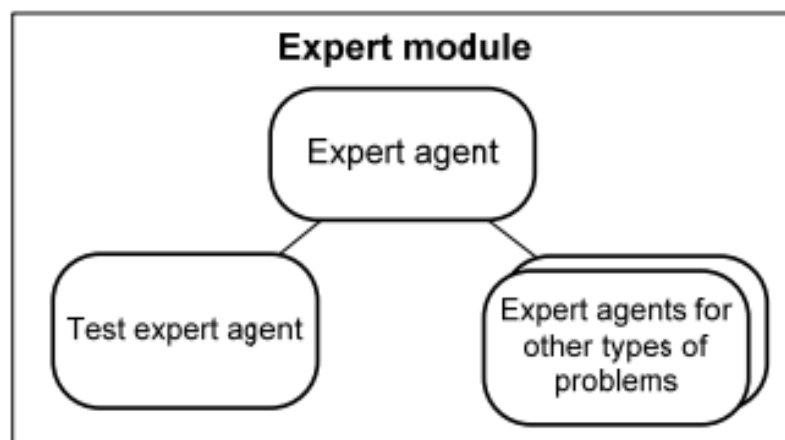 Expert module
Expert agent
Test expert agent
Expert agents for
other types of
problems